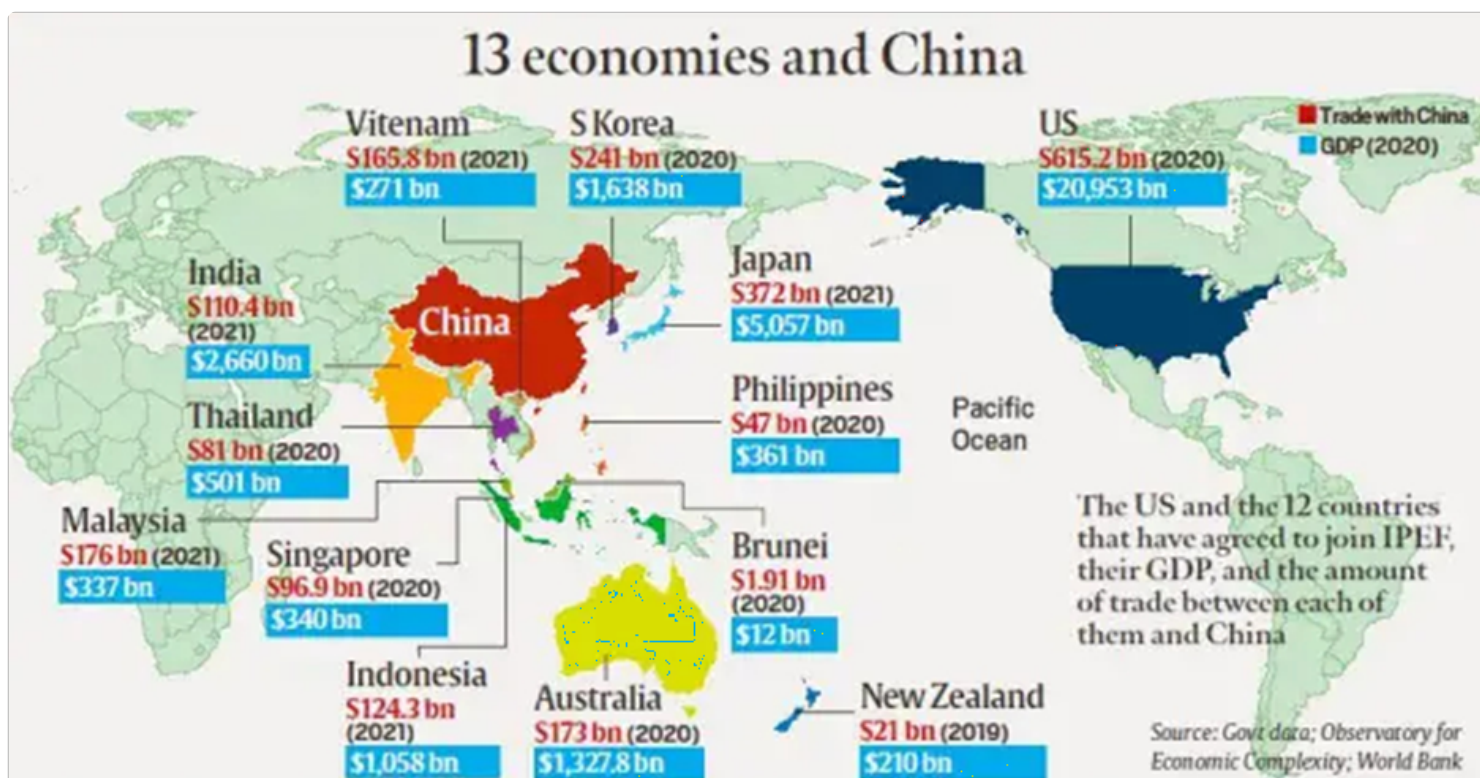 13 economies and China
Vitenam
$165.8 bn (2021)
$271 bn
S Korea
$241 bn (2020)
$1,638 bn
US
$615.2 bn (2020)
$20,953 bn
Trade with China
GDP (2020)
India
$110.4 bn
(2021)
$2,660 bn
China
Japan
$372 bn (2021)
$5,057 bn
Thailand
$81 bn (2020)
$501 bn
Philippines
$47 bn (2020)
$361 bn
Pacific
Ocean
Malaysia
$176 bn (2021)
$337 bn
Singapore
$96.9 bn (2020)
$340 bn
Brunei
$1.91 bn
(2020)
$12 bn
The US and the 12 countries
that have agreed to join IPEF,
their GDP, and the amount
of trade between each of
them and China
Indonesia
$124.3 bn
(2021)
$1,058 bn
Australia
$173 bn (2020)
$1,327.8 bn
New Zealand
$21 bn (2019)
$210 bn
Source: Govt data; Observatory for
Economic Complexity; World Bank